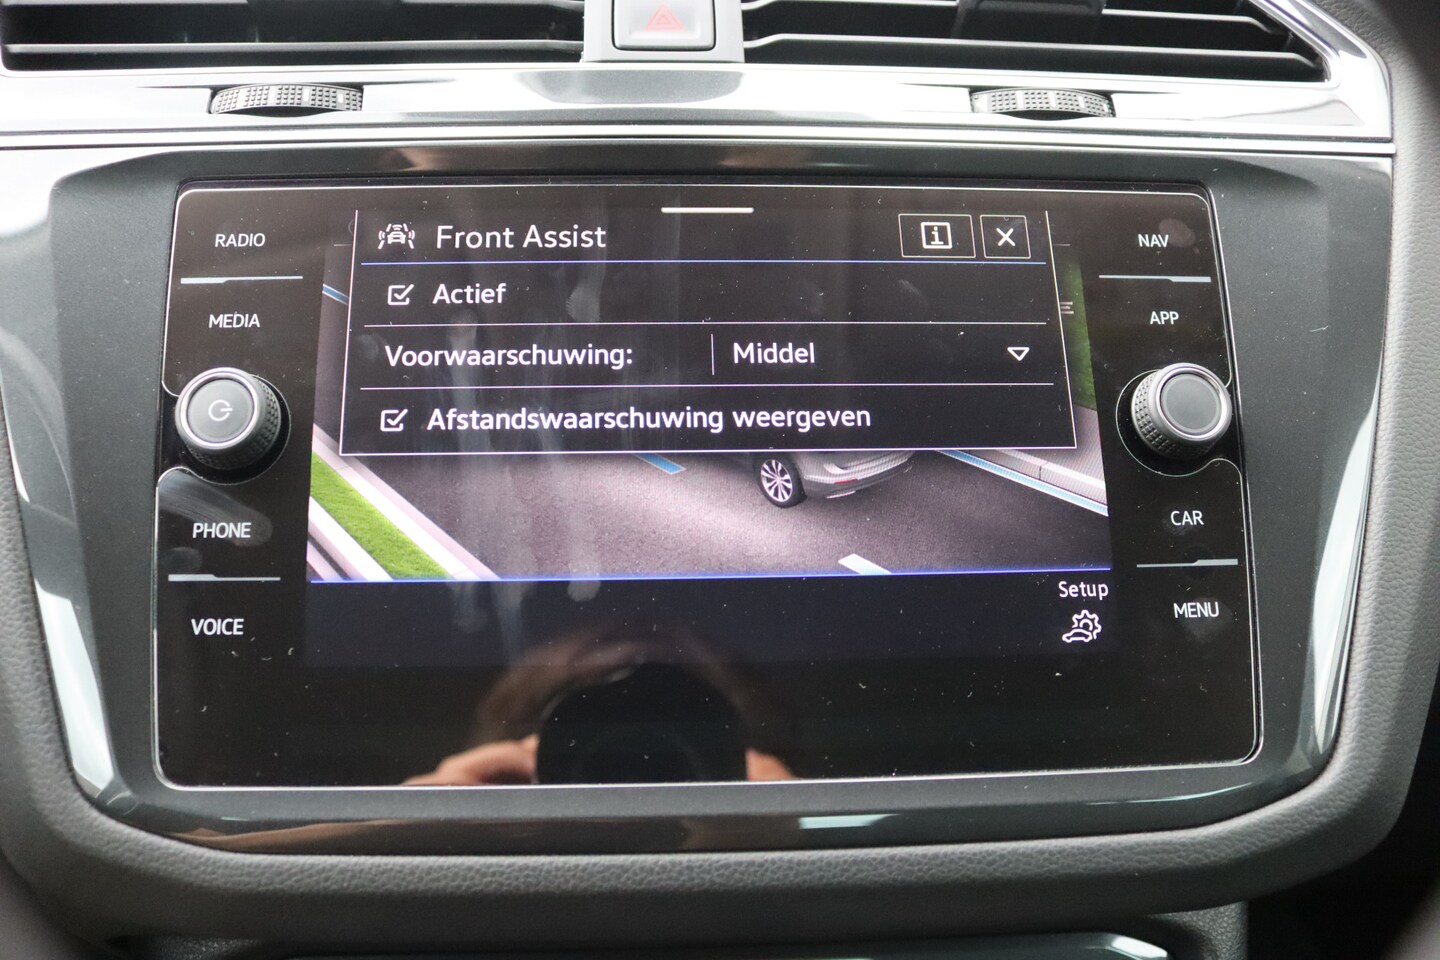 RADIO
MEDIA
PHONE
VOICE
Front Assist
Actief
Voorwaarschuwing: Middel
Afstandswaarschuwing weergeven
Setup
NAV
APP
CAR
MENU